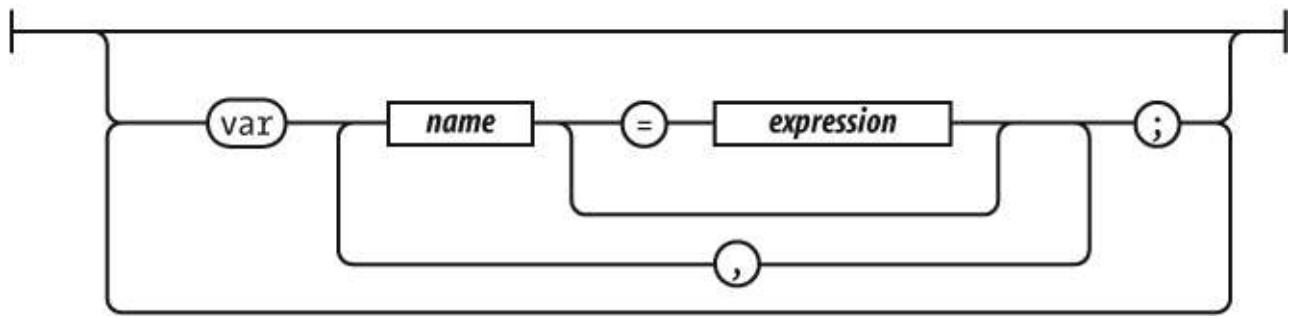 var name = expression ;
,